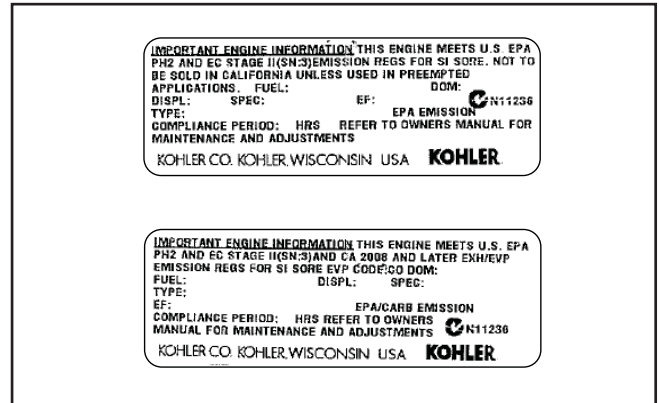 IMPORTANT ENGINE INFORMATION THIS ENGINE MEETS U.S. EPA
PH2 AND EC STAGE II(SN:3)EMISSION REGS FOR SI SORE. NOT TO
BE SOLD IN CALIFORNIA UNLESS USED IN PREEMPTED
APPLICATIONS. FUEL: DOM:
DISPL: SPEC: EF: N11236
TYPE: EPA EMISSION
COMPLIANCE PERIOD: HRS REFER TO OWNERS MANUAL FOR
MAINTENANCE AND ADJUSTMENTS
KOHLER CO. KOHLER, WISCONSIN USA KOHLER
IMPORTANT ENGINE INFORMATION THIS ENGINE MEETS U.S. EPA
PH2 AND EC STAGE II(SN:3)AND CA 2008 AND LATER EXH/EVP
EMISSION REGS FOR SI SORE EVP CODE:CO DOM:
FUEL: DISPL: SPEC:
TYPE:
EF: EPA/CARB EMISSION
COMPLIANCE PERIOD: HRS REFER TO OWNERS
MANUAL FOR MAINTENANCE AND ADJUSTMENTS N11236
KOHLER CO. KOHLER, WISCONSIN USA KOHLER